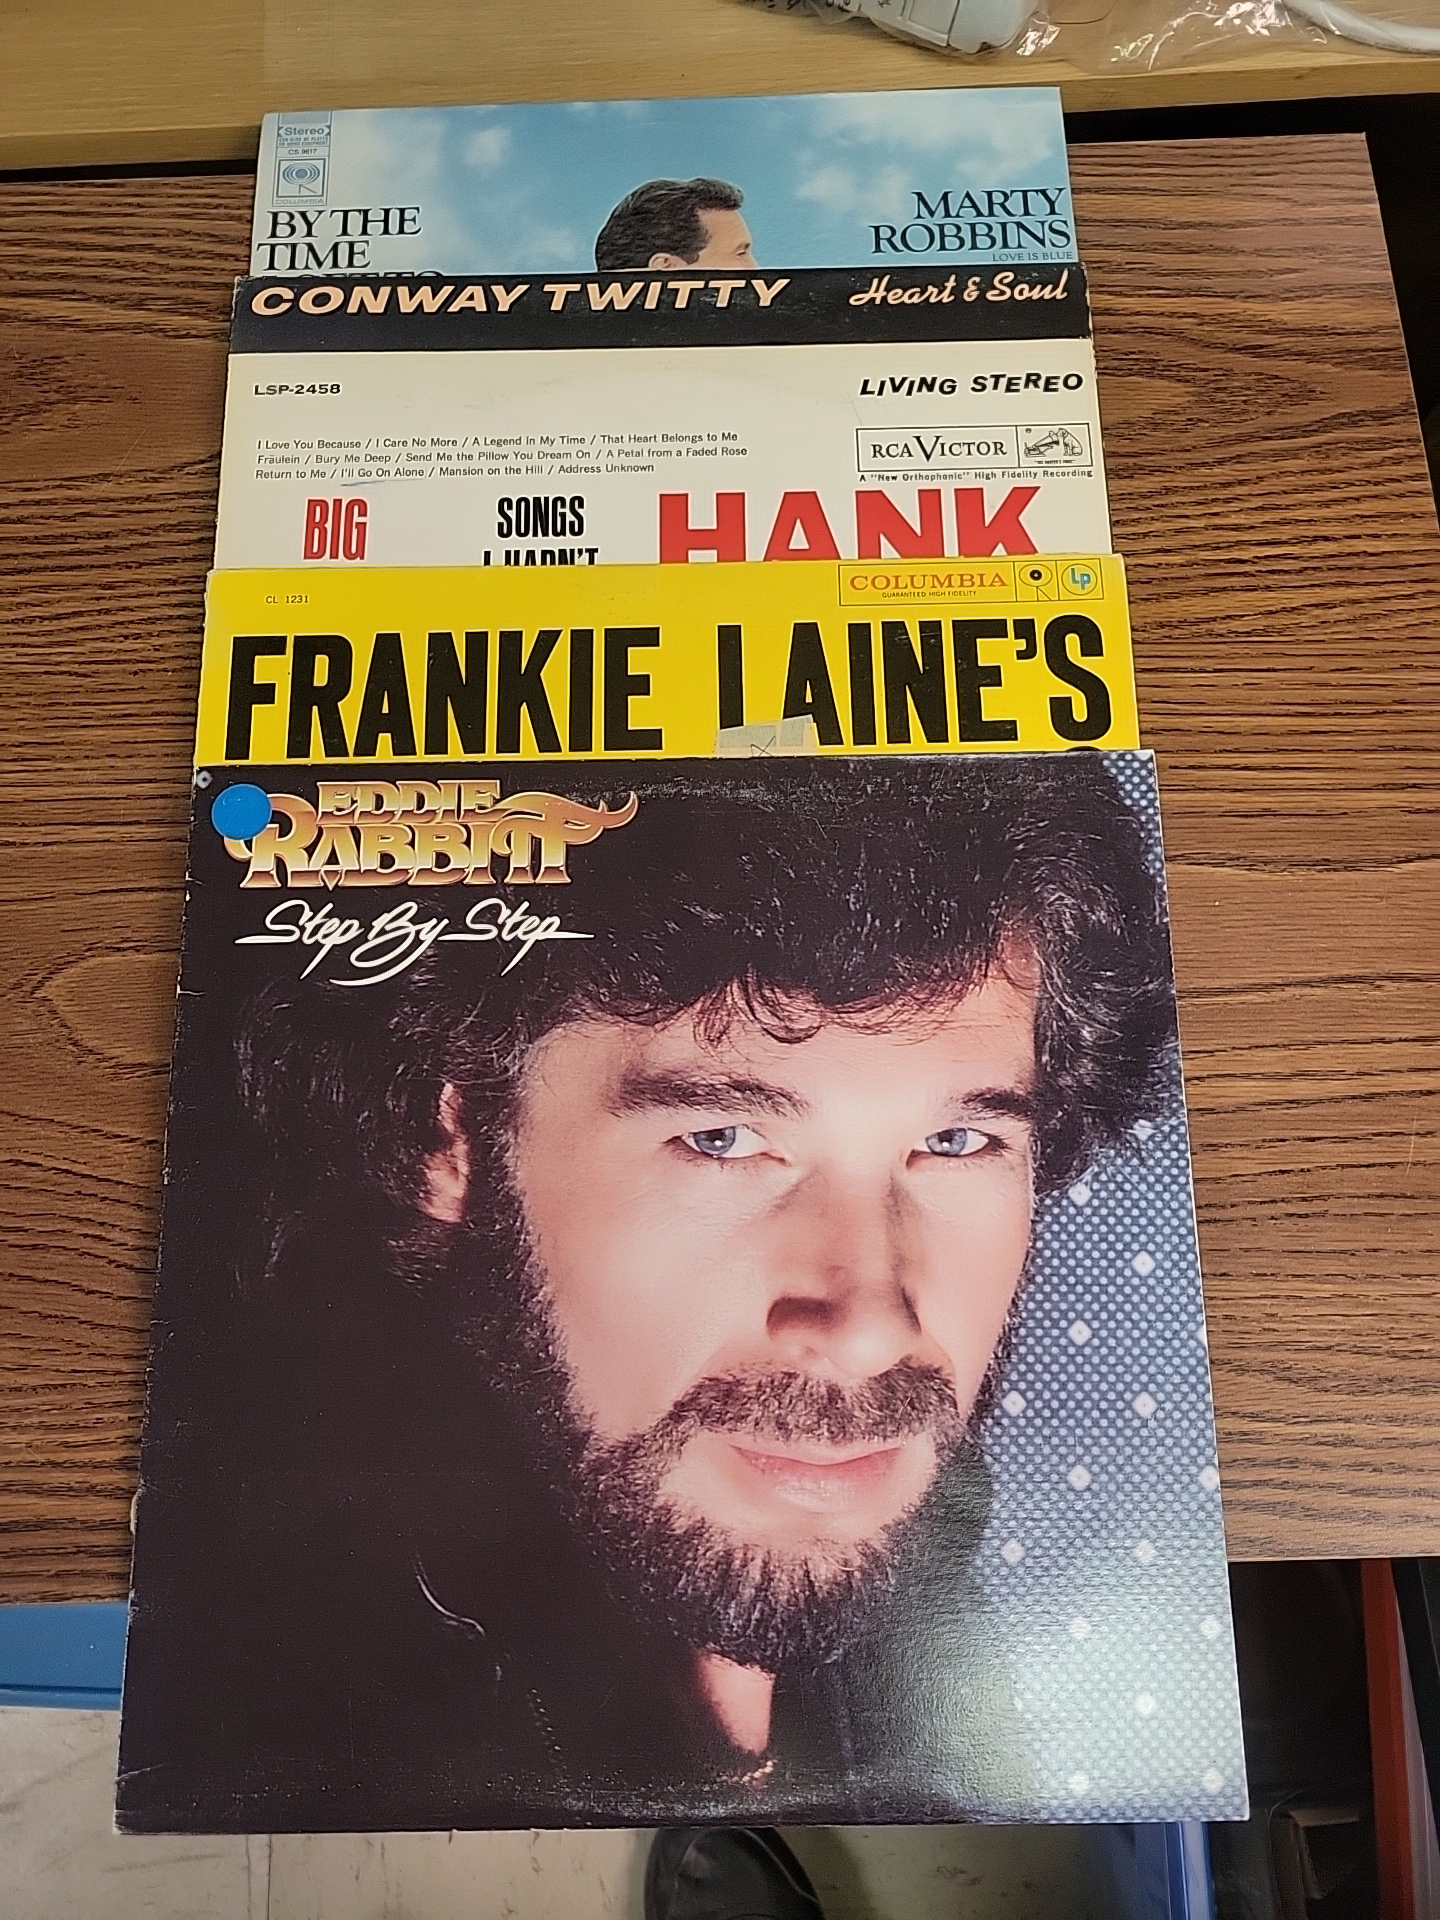 Stereo
CS 9617
COLUMBIA
BY THE
TIME
MARTY
ROBBINS
LOVE IS BLUE
CONWAY TWITTY Heart & Soul
LSP-2458
LIVING STEREO
I Love You Because / I Care No More / A Legend in My Time / That Heart Belongs to Me
Fräulein / Bury Me Deep / Send Me the Pillow You Dream On / A Petal from a Faded Rose
Return to Me / I'll Go On Alone / Mansion on the Hill / Address Unknown
RCA VICTOR
"HIS MASTER'S VOICE"
A "New Orthophonic" High Fidelity Recording
BIG
SONGS
I HADN'T
HANK
CL 1231
COLUMBIA
GUARANTEED HIGH FIDELITY
Lp
FRANKIE LAINE'S
EDDIE
RABBITT
Step By Step